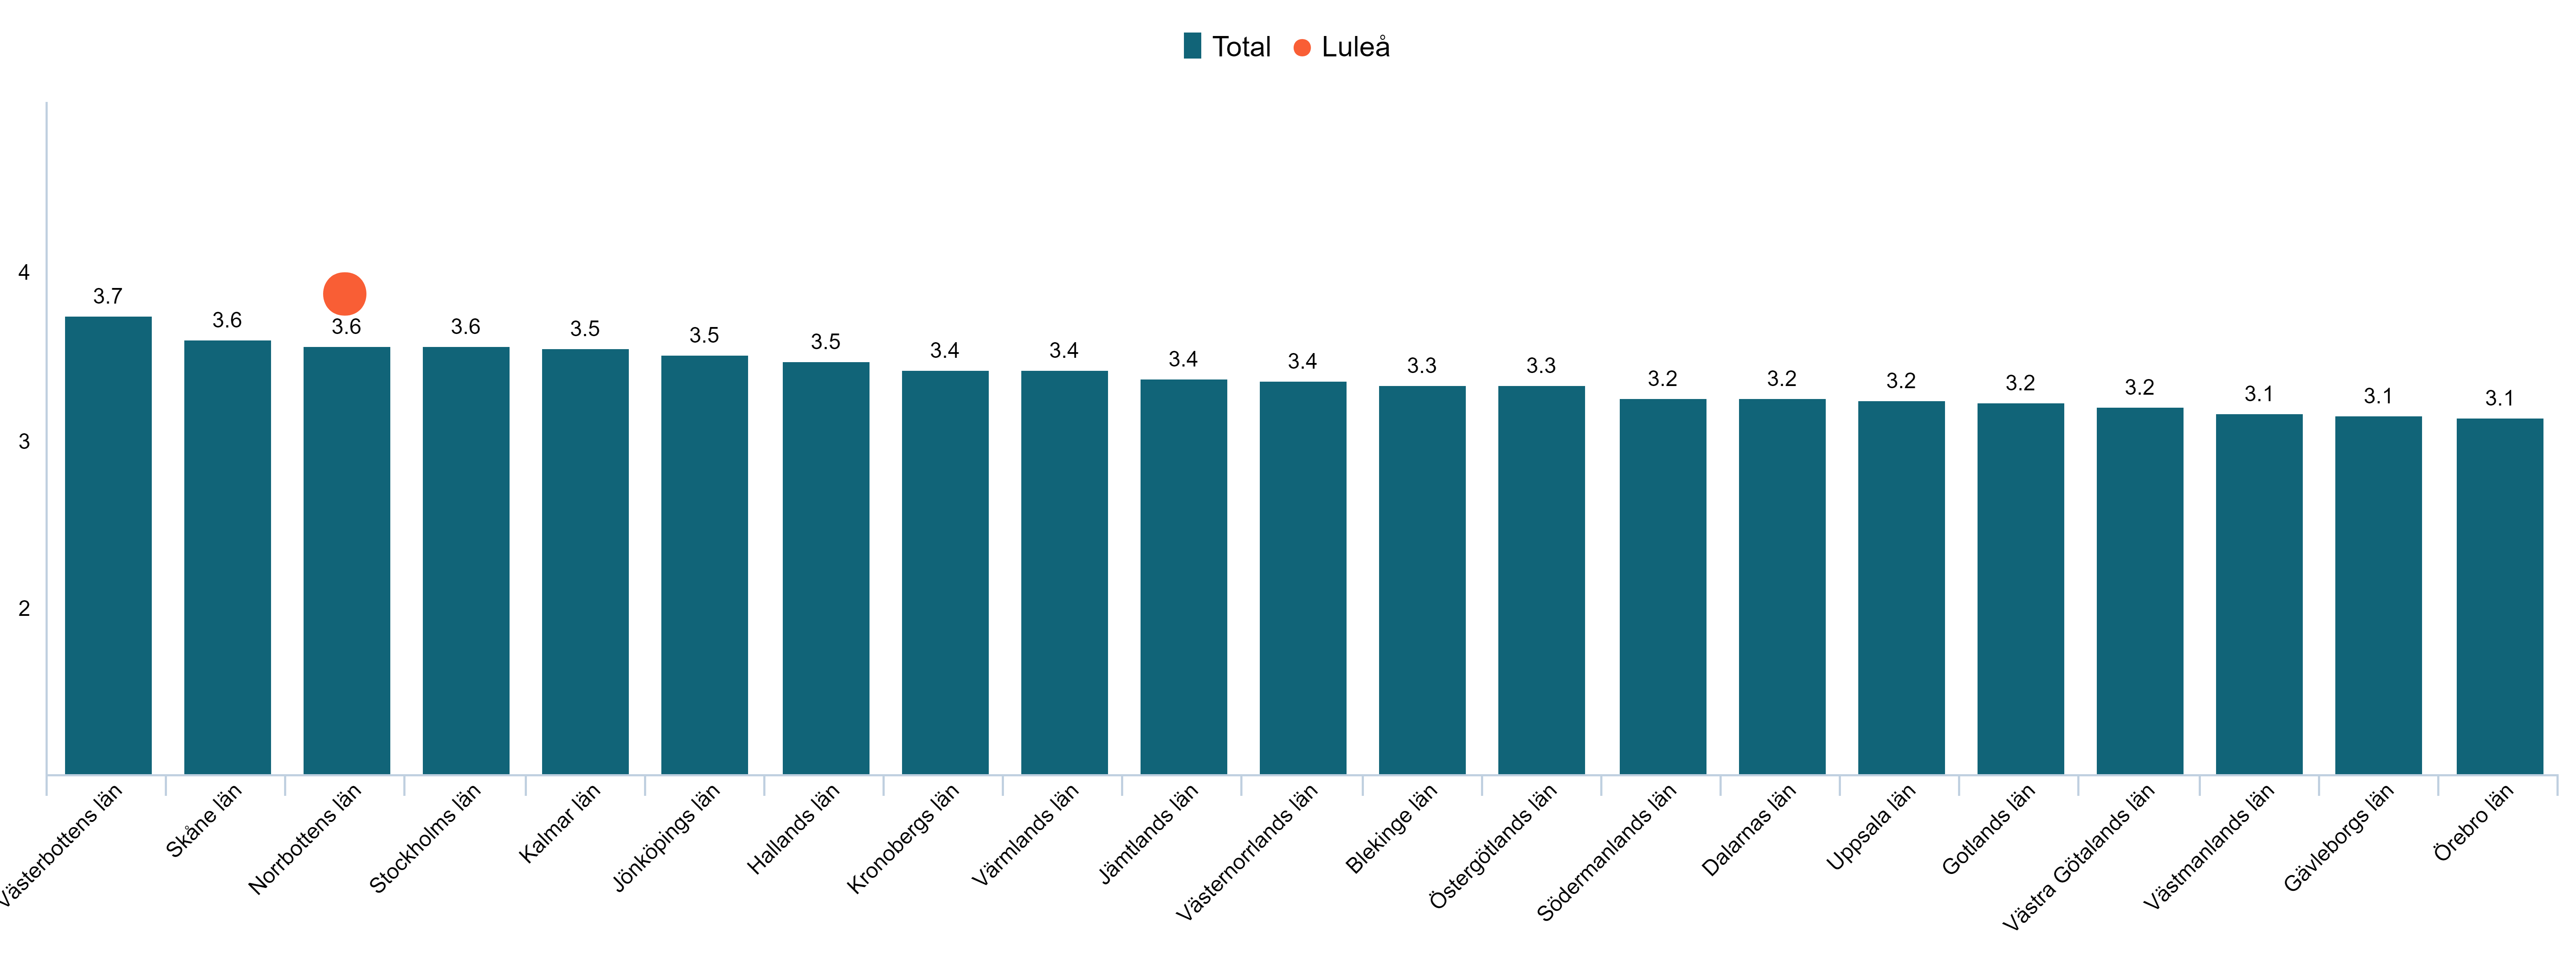 Total Luleå
4
3
2
3.7 3.6 3.6 3.6 3.5 3.5 3.5 3.4 3.4 3.4 3.4 3.3 3.3 3.2 3.2 3.2 3.2 3.2 3.1 3.1 3.1
Västerbottens län
Skåne län
Norrbottens län
Stockholms län
Kalmar län
Jönköpings län
Hallands län
Kronobergs län
Värmlands län
Jämtlands län
Västernorrlands län
Blekinge län
Östergötlands län
Södermanlands län
Dalarnas län
Uppsala län
Gotlands län
Västra Götalands län
Västmanlands län
Gävleborgs län
Örebro län